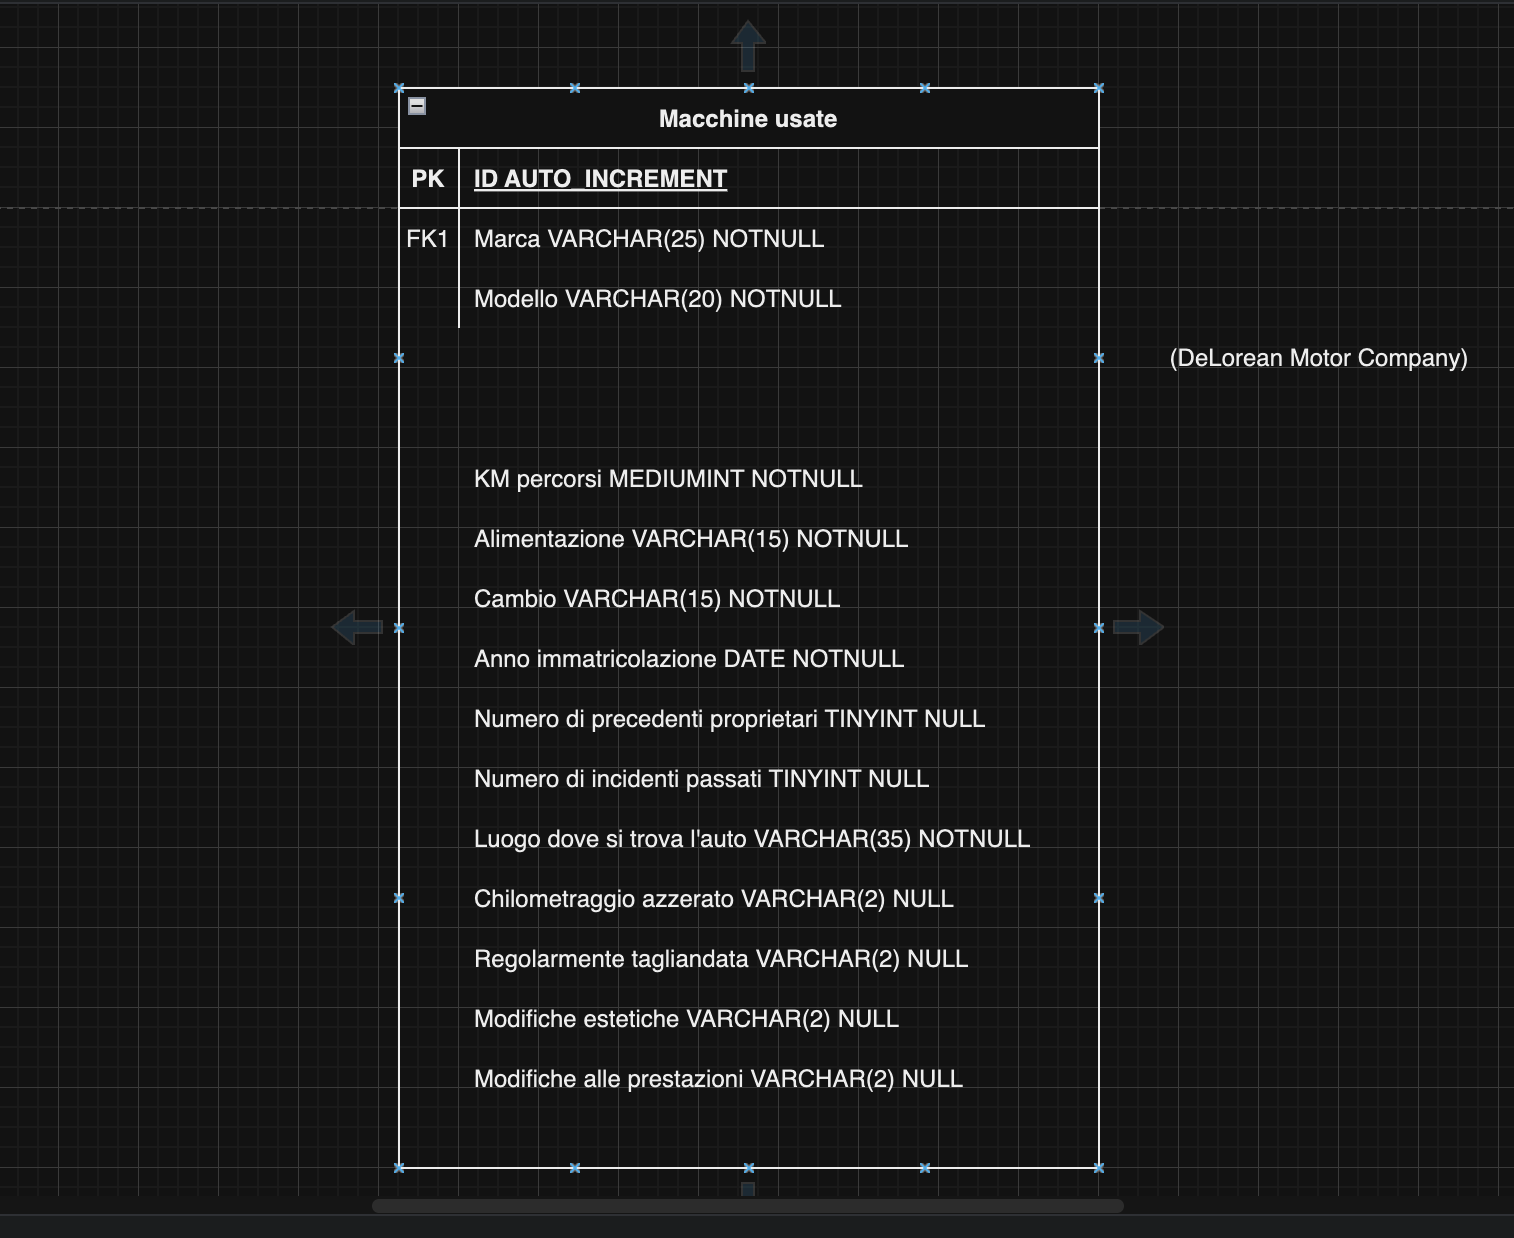 Macchine usate
PK
ID AUTO_INCREMENT
FK1
Marca VARCHAR(25) NOTNULL
Modello VARCHAR(20) NOTNULL
(DeLorean Motor Company)
KM percorsi MEDIUMINT NOTNULL
Alimentazione VARCHAR(15) NOTNULL
Cambio VARCHAR(15) NOTNULL
Anno immatricolazione DATE NOTNULL
Numero di precedenti proprietari TINYINT NULL
Numero di incidenti passati TINYINT NULL
Luogo dove si trova l'auto VARCHAR(35) NOTNULL
Chilometraggio azzerato VARCHAR(2) NULL
Regolarmente tagliandata VARCHAR(2) NULL
Modifiche estetiche VARCHAR(2) NULL
Modifiche alle prestazioni VARCHAR(2) NULL